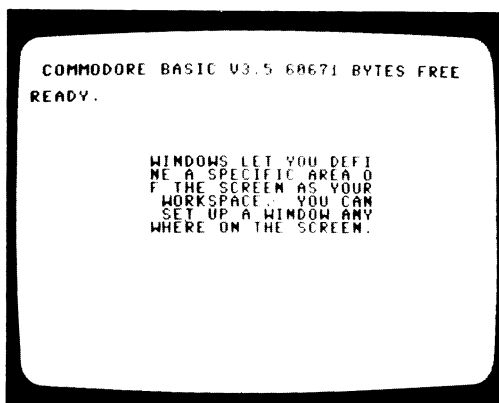 COMMODORE BASIC V3.5 60671 BYTES FREE
READY.
WINDOWS LET YOU DEFI
NE A SPECIFIC AREA O
F THE SCREEN AS YOUR
WORKSPACE. YOU CAN
SET UP A WINDOW ANY
WHERE ON THE SCREEN.